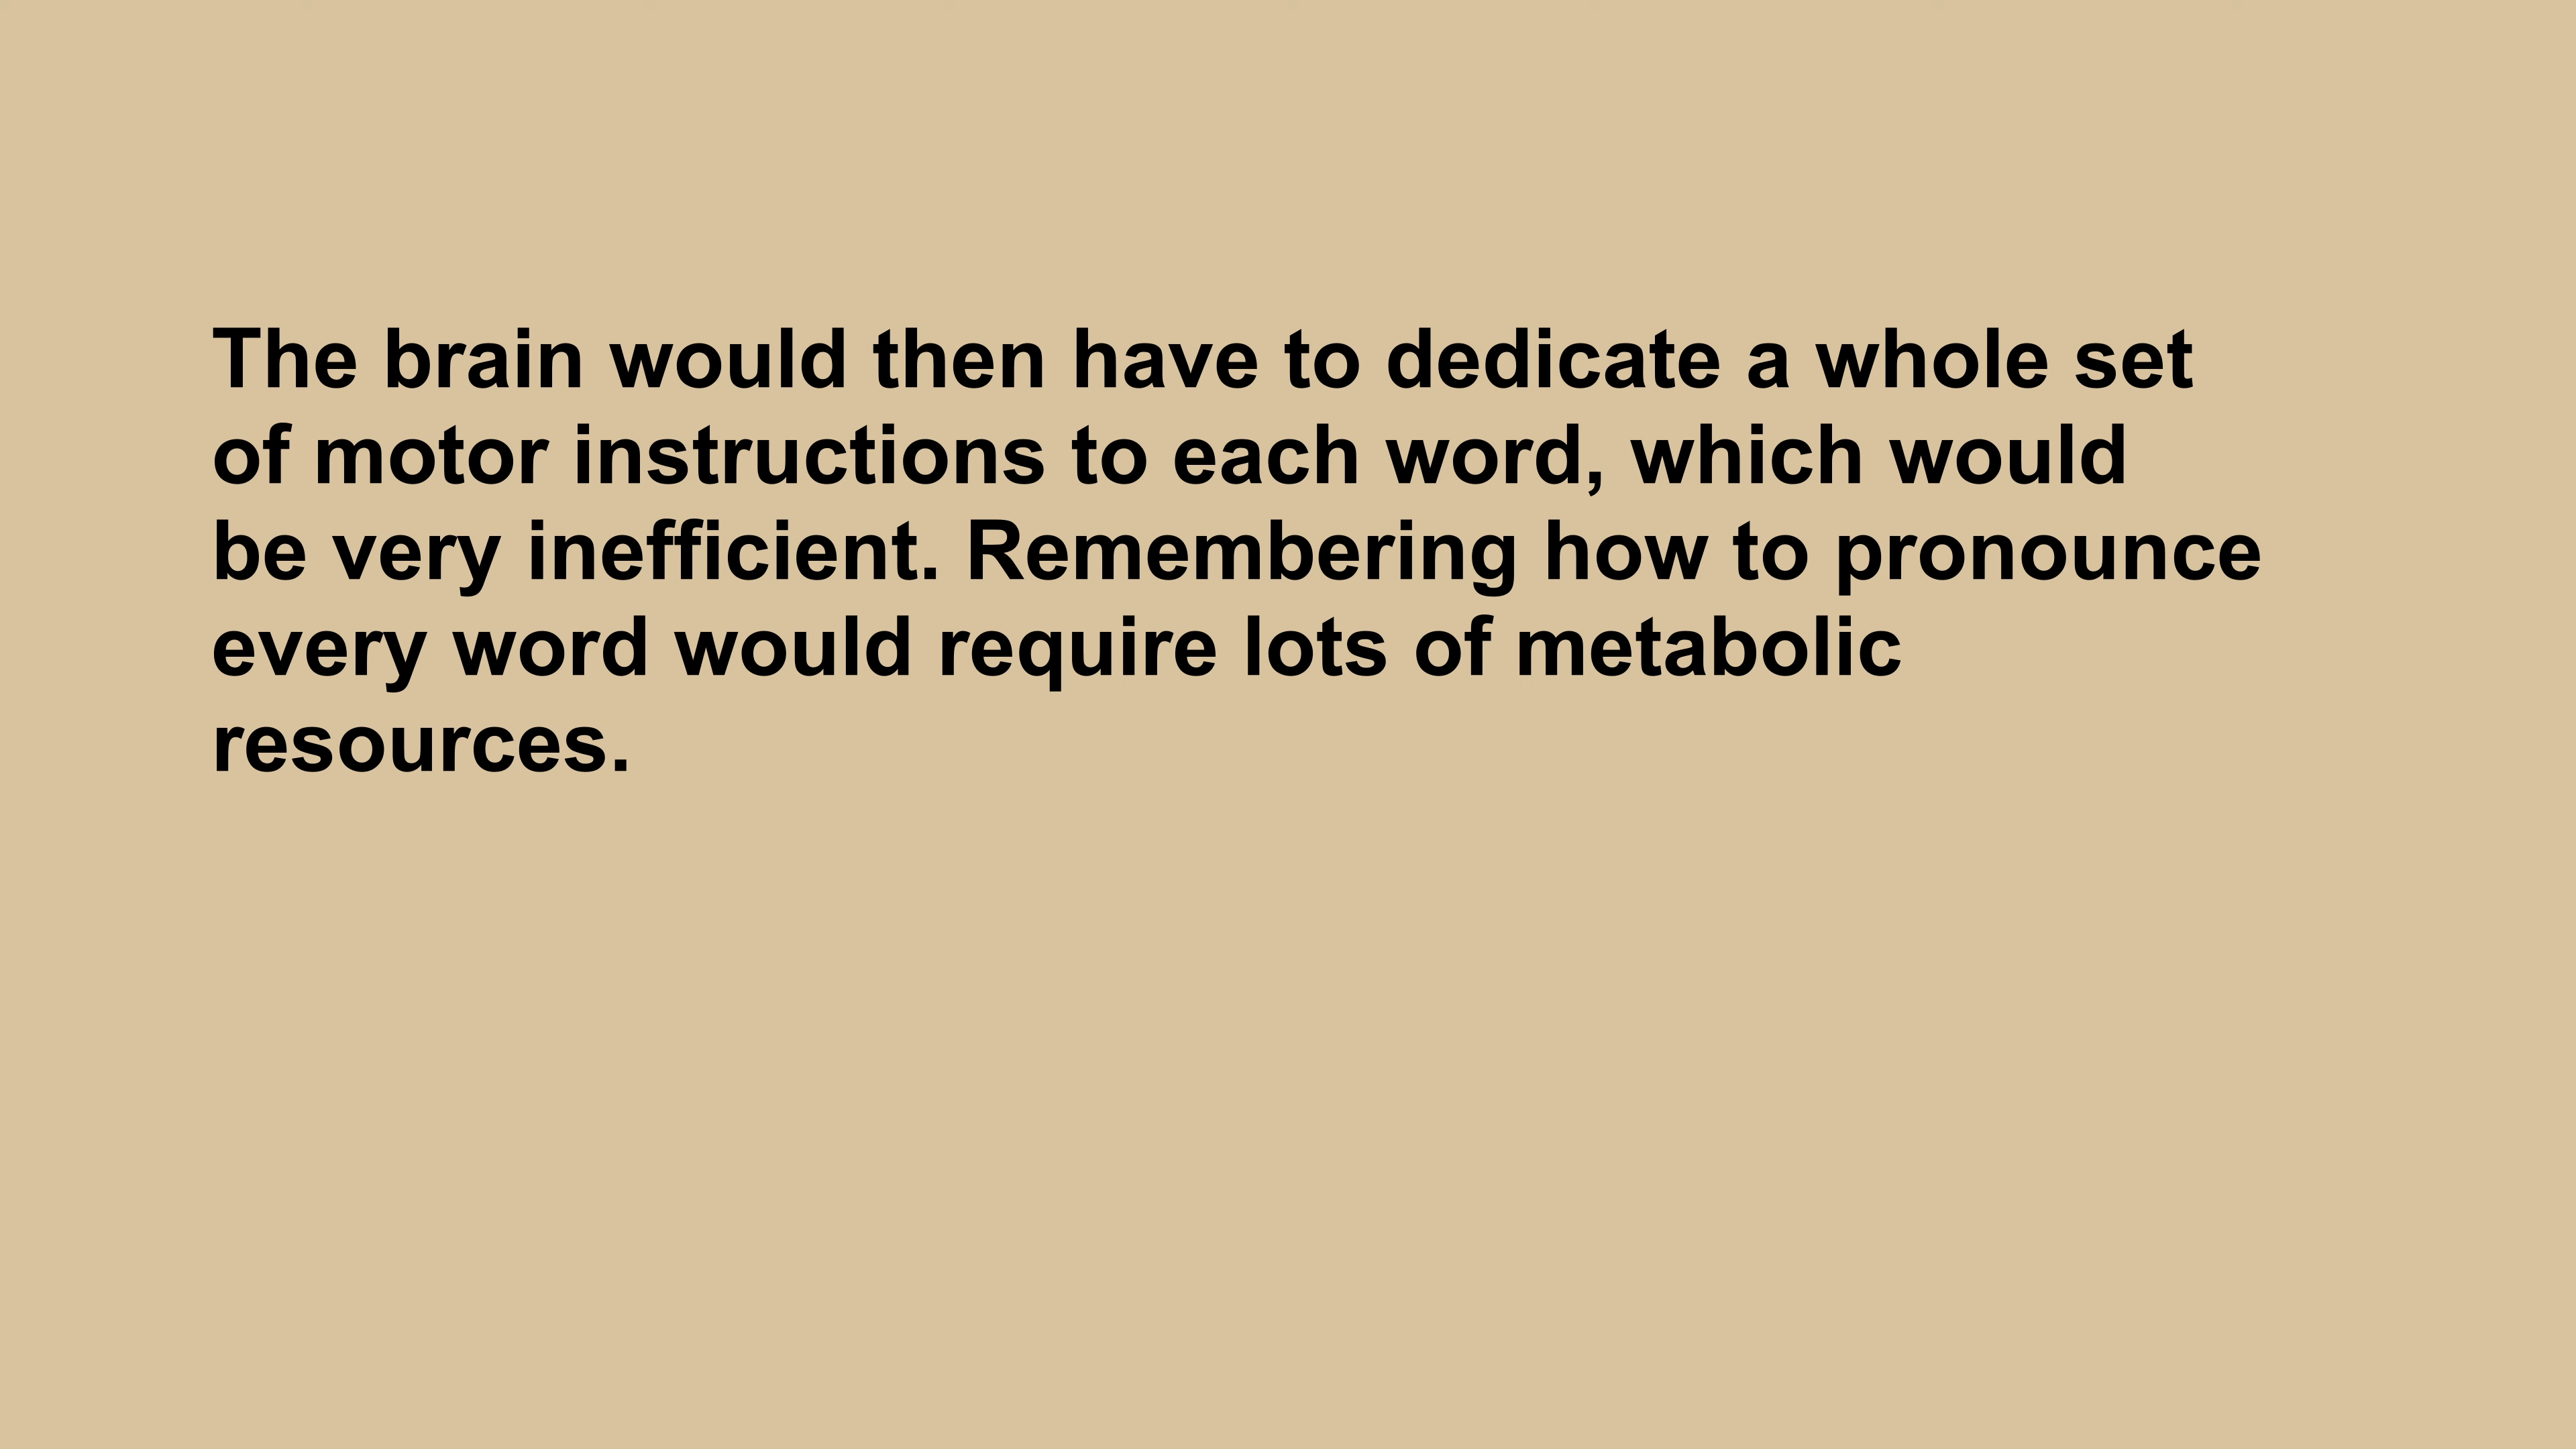 The brain would then have to dedicate a whole set
of motor instructions to each word, which would
be very inefficient. Remembering how to pronounce
every word would require lots of metabolic
resources.